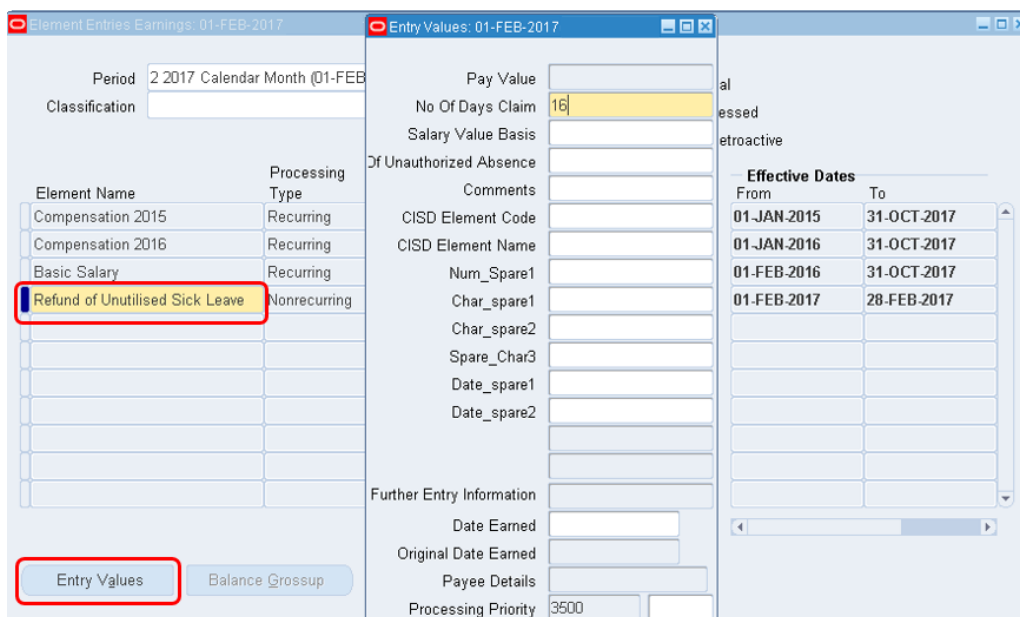 Element Entries Earnings: 01-FEB-2017
Period 2 2017 Calendar Month (01-FEB
Classification
Element Name Processing Type Effective Dates From To
Compensation 2015 Recurring 01-JAN-2015 31-OCT-2017
Compensation 2016 Recurring 01-JAN-2016 31-OCT-2017
Basic Salary Recurring 01-FEB-2016 31-OCT-2017
Refund of Unutilised Sick Leave Nonrecurring 01-FEB-2017 28-FEB-2017
Entry Values Balance Grossup
Entry Values: 01-FEB-2017
Pay Value
No Of Days Claim 16
Salary Value Basis
Of Unauthorized Absence
Comments
CISD Element Code
CISD Element Name
Num_Spare1
Char_spare1
Char_spare2
Spare_Char3
Date_spare1
Date_spare2
Further Entry Information
Date Earned
Original Date Earned
Payee Details
Processing Priority 3500
al
essed
etroactive